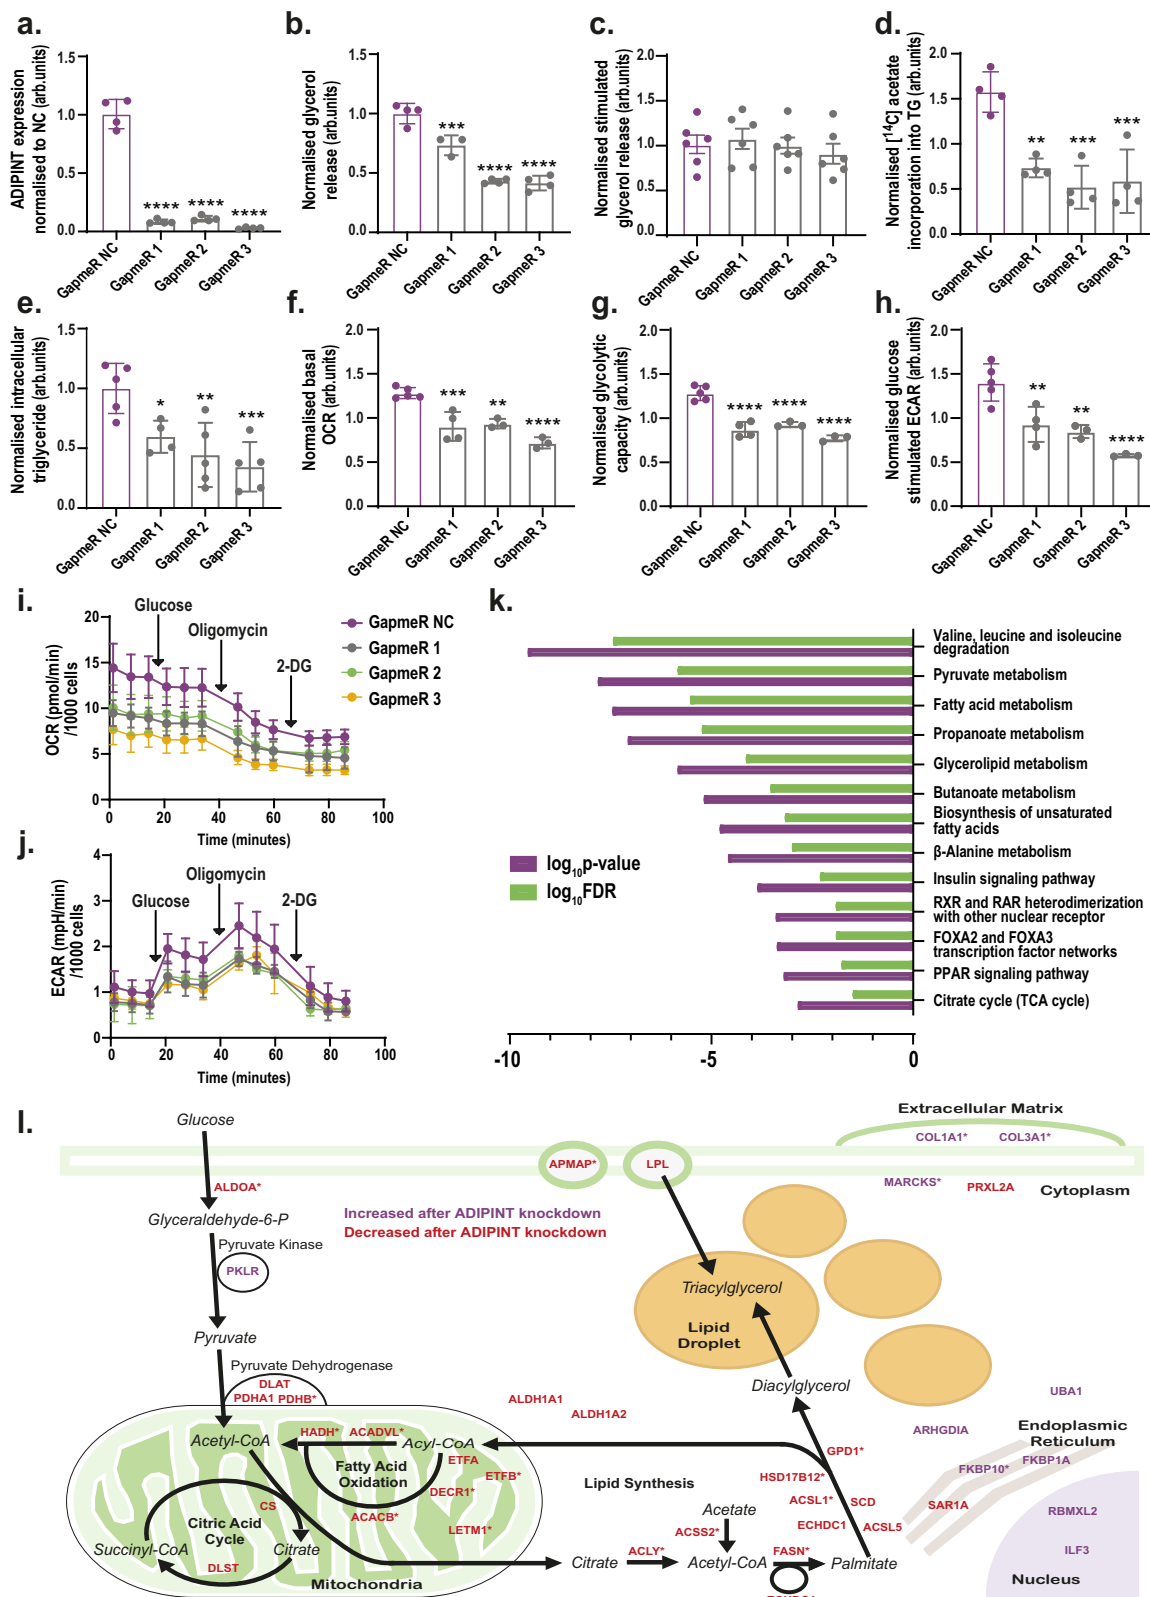 a.
ADIPINT expression
normalised to NC (arb.units)
1.5
1.0
0.5
0.0
****
****
****
GapmeR NC
GapmeR 1
GapmeR 2
GapmeR 3
b.
Normalised glycerol
release (arb.units)
1.5
1.0
0.5
0.0
***
****
****
GapmeR NC
GapmeR 1
GapmeR 2
GapmeR 3
c.
Normalised stimulated
glycerol release (arb.units)
2.0
1.5
1.0
0.5
0.0
GapmeR NC
GapmeR 1
GapmeR 2
GapmeR 3
d.
Normalised [14C] acetate
incorporation into TG (arb.units)
2.0
1.5
1.0
0.5
0.0
**
***
***
GapmeR NC
GapmeR 1
GapmeR 2
GapmeR 3
e.
Normalised intracellular
triglyceride (arb.units)
1.5
1.0
0.5
0.0
*
**
***
GapmeR NC
GapmeR 1
GapmeR 2
GapmeR 3
f.
Normalised basal
OCR (arb.units)
2.0
1.5
1.0
0.5
0.0
***
**
****
GapmeR NC
GapmeR 1
GapmeR 2
GapmeR 3
g.
Normalised glycolytic
capacity (arb.units)
2.0
1.5
1.0
0.5
0.0
****
****
****
GapmeR NC
GapmeR 1
GapmeR 2
GapmeR 3
h.
Normalised glucose
stimulated ECAR (arb.units)
2.0
1.5
1.0
0.5
0.0
**
**
****
GapmeR NC
GapmeR 1
GapmeR 2
GapmeR 3
i.
OCR (pmol/min)
/1000 cells
20
15
10
5
0
Glucose
Oligomycin
2-DG
0 20 40 60 80 100
Time (minutes)
GapmeR NC
GapmeR 1
GapmeR 2
GapmeR 3
j.
ECAR (mpH/min)
/1000 cells
4
3
2
1
0
Glucose
Oligomycin
2-DG
0 20 40 60 80 100
Time (minutes)
k.
Valine, leucine and isoleucine
degradation
Pyruvate metabolism
Fatty acid metabolism
Propanoate metabolism
Glycerolipid metabolism
Butanoate metabolism
Biosynthesis of unsaturated
fatty acids
β-Alanine metabolism
Insulin signaling pathway
RXR and RAR heterodimerization
with other nuclear receptor
FOXA2 and FOXA3
transcription factor networks
PPAR signaling pathway
Citrate cycle (TCA cycle)
log10p-value
log10FDR
-10 -5 0
l.
Glucose
Extracellular Matrix
COL1A1* COL3A1*
APMAP*
LPL
ALDOA*
MARCKS* PRXL2A
Cytoplasm
Glyceraldehyde-6-P
Increased after ADIPINT knockdown
Decreased after ADIPINT knockdown
Pyruvate Kinase
PKLR
Triacylglycerol
Lipid
Droplet
Pyruvate
Pyruvate Dehydrogenase
DLAT
PDHA1 PDHB*
Diacylglycerol
ALDH1A1
ALDH1A2
UBA1
ARHGDIA
Endoplasmic
Reticulum
HADH* ACADVL*
Acetyl-CoA
Acyl-CoA
ETFA
ETFB*
Fatty Acid
Oxidation
DECR1*
ACACB*
LETM1*
GPD1*
HSD17B12*
Lipid Synthesis
ACSL1* SCD
ECHDC1 ACSL5
FKBP10* FKBP1A
SAR1A
RBMXL2
ILF3
Nucleus
CS
Citric Acid
Cycle
Succinyl-CoA
Citrate
DLST
Mitochondria
Acetate
ACSS2*
Citrate
ACLY*
Acetyl-CoA
FASN*
Palmitate